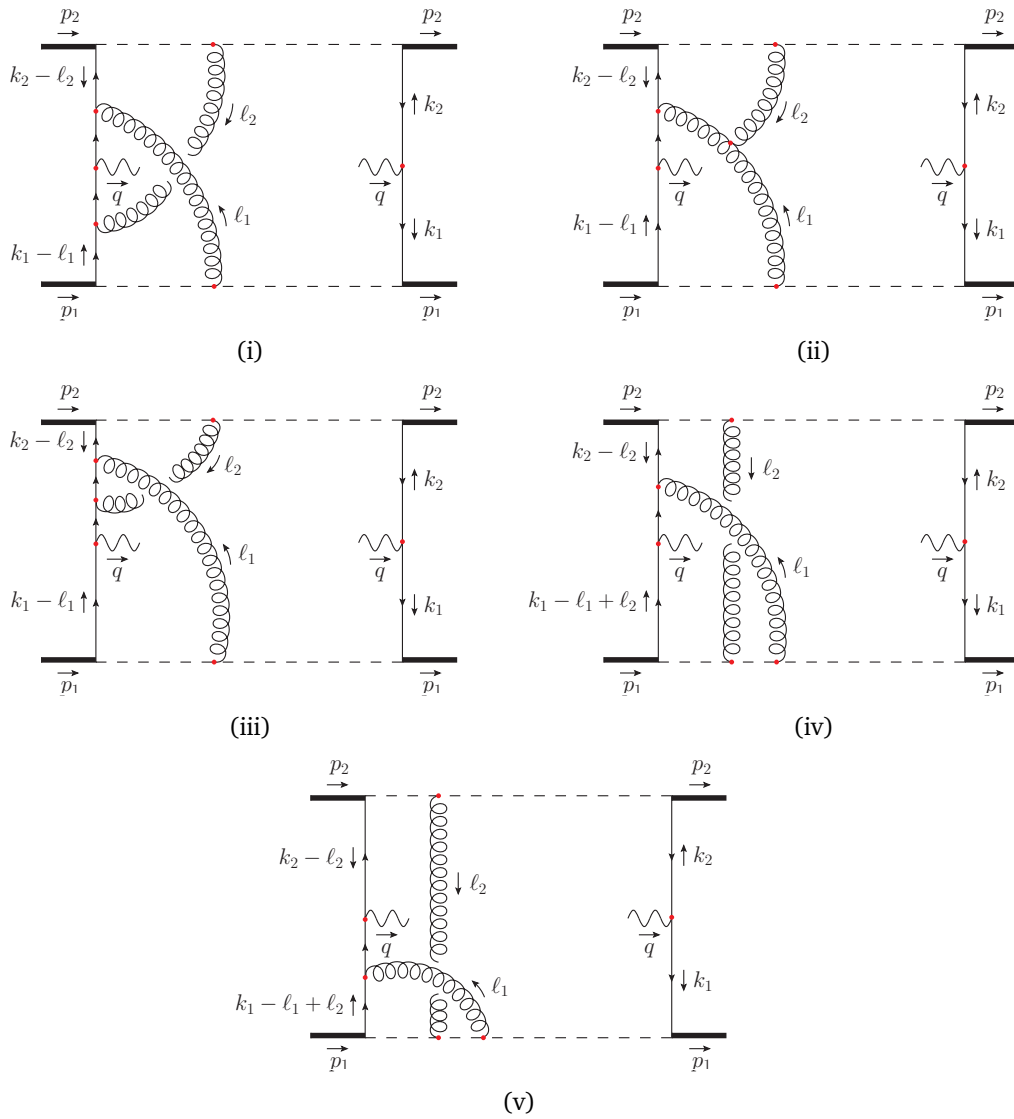 p₂ p₂ p₂ p₂
k₂ − ℓ₂ ℓ₂ k₂ k₂ − ℓ₂ ℓ₂ k₂
q q q q
k₁ − ℓ₁ ℓ₁ k₁ k₁ − ℓ₁ ℓ₁ k₁
p₁ p₁ p₁ p₁
(i) (ii)
p₂ p₂ p₂ p₂
k₂ − ℓ₂ ℓ₂ k₂ k₂ − ℓ₂ ℓ₂ k₂
q q q q
k₁ − ℓ₁ ℓ₁ k₁ k₁ − ℓ₁ + ℓ₂ ℓ₁ k₁
p₁ p₁ p₁ p₁
(iii) (iv)
p₂ p₂
k₂ − ℓ₂ ℓ₂ k₂
q q
k₁ − ℓ₁ + ℓ₂ ℓ₁ k₁
p₁ p₁
(v)